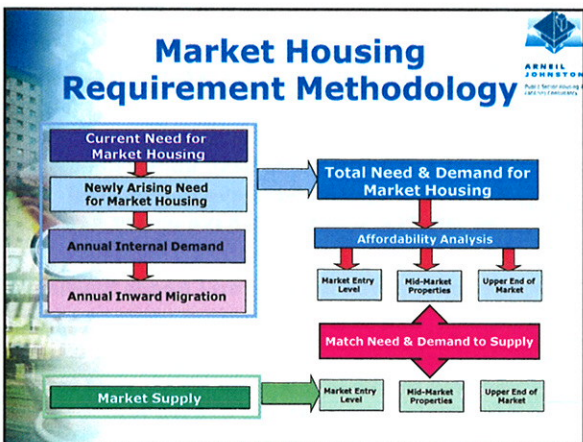 Market Housing
Requirement Methodology
ARNEIL
JOHNSTON
Current Need for
Market Housing
Newly Arising Need
for Market Housing
Annual Internal Demand
Annual Inward Migration
Total Need & Demand for
Market Housing
Affordability Analysis
Market Entry
Level
Mid-Market
Properties
Upper End of
Market
Match Need & Demand to Supply
Market Supply
Market Entry
Level
Mid-Market
Properties
Upper End of
Market